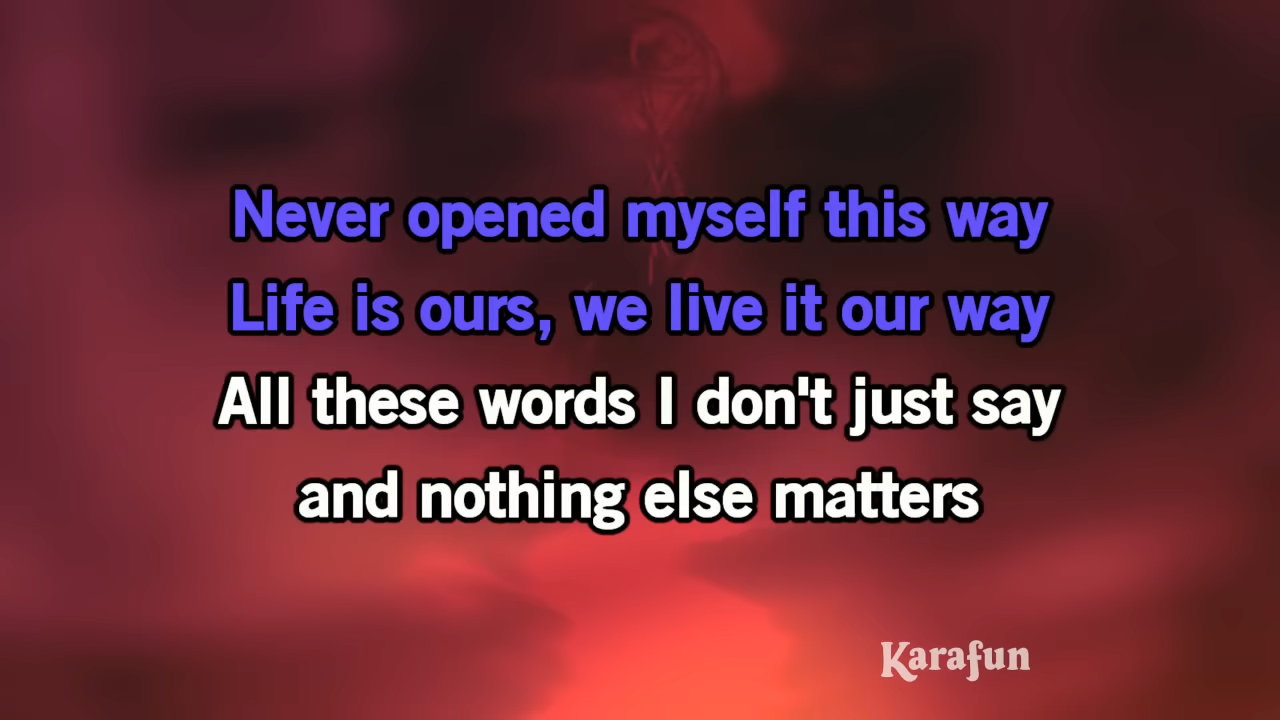 Never opened myself this way
Life is ours, we live it our way
All these words I don't just say
and nothing else matters
Karafun